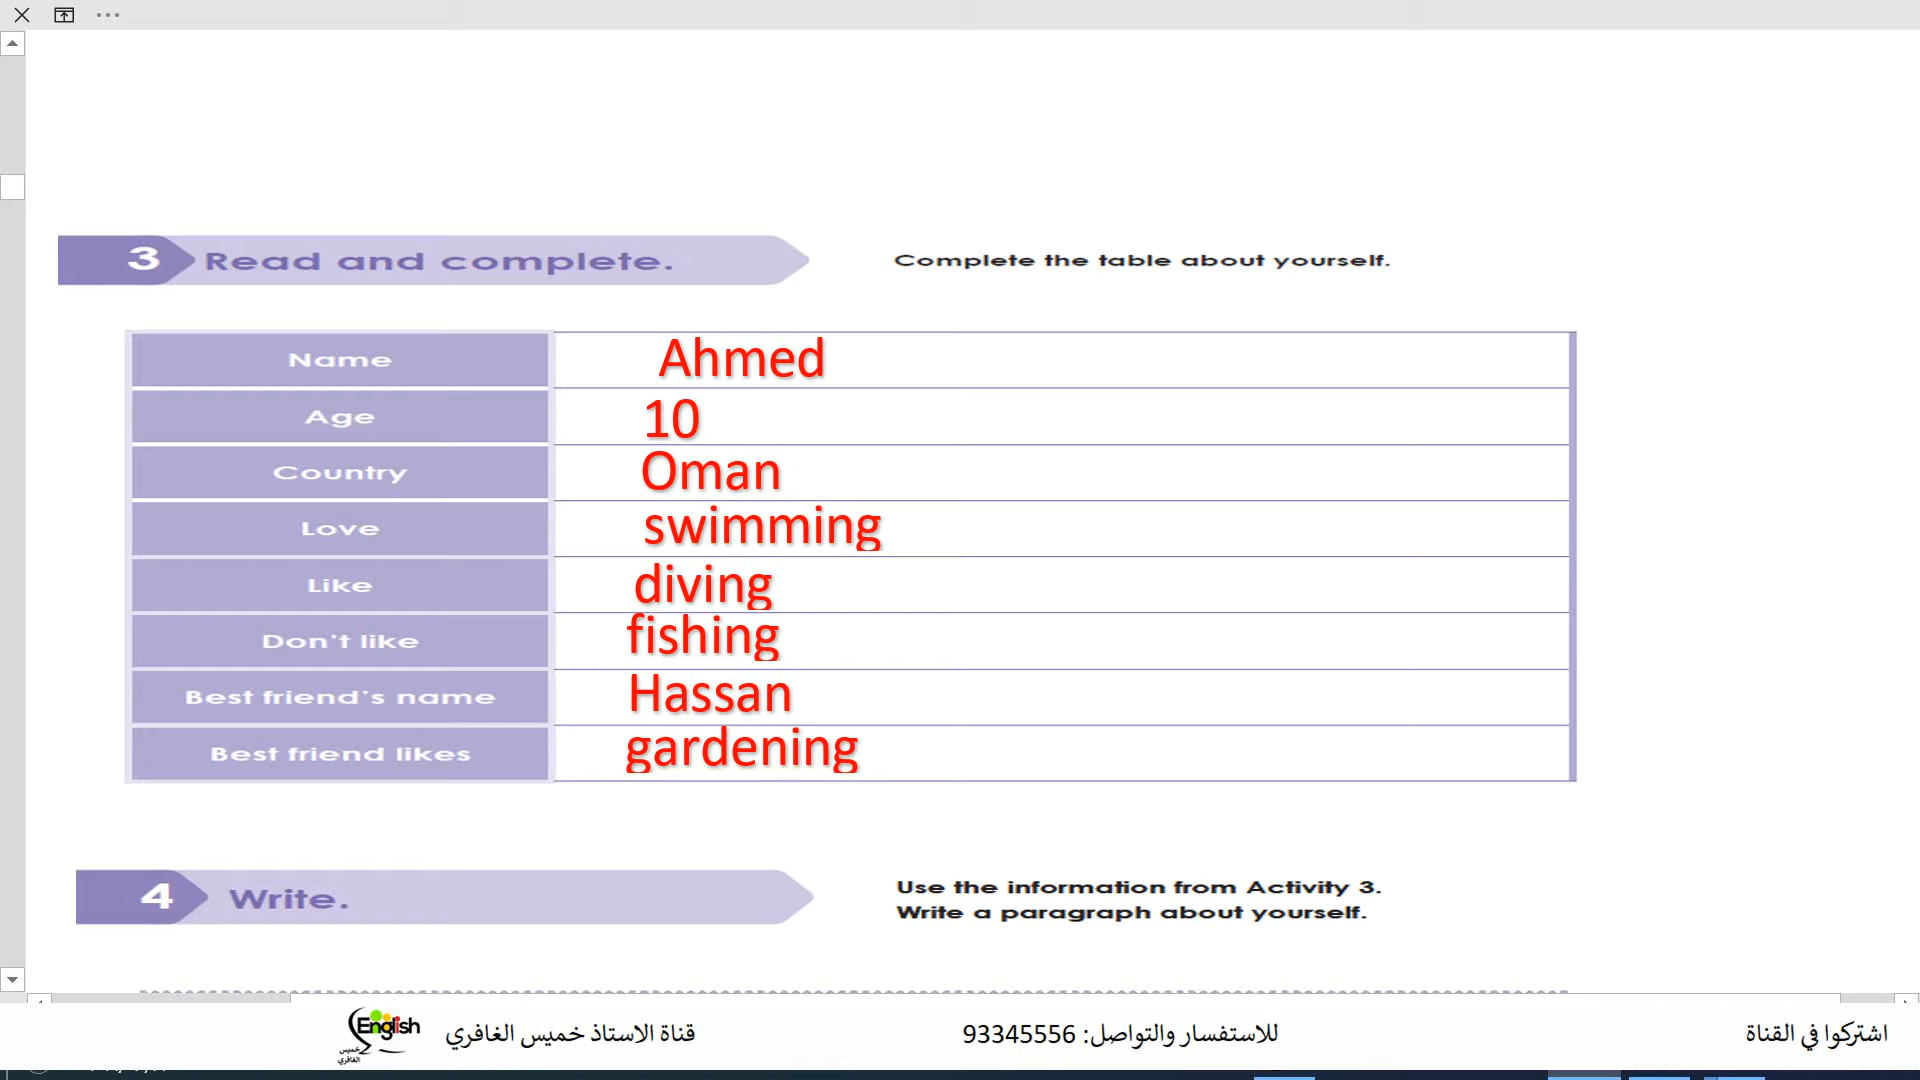 3 Read and complete.
Complete the table about yourself.
Name Ahmed
Age 10
Country Oman
Love swimming
Like diving
Don't like fishing
Best friend's name Hassan
Best friend likes gardening
4 Write.
Use the information from Activity 3.
Write a paragraph about yourself.
English
خميس الغافري
قناة الاستاذ خميس الغافري
للاستفسار والتواصل: 93345556
اشتركوا في القناة